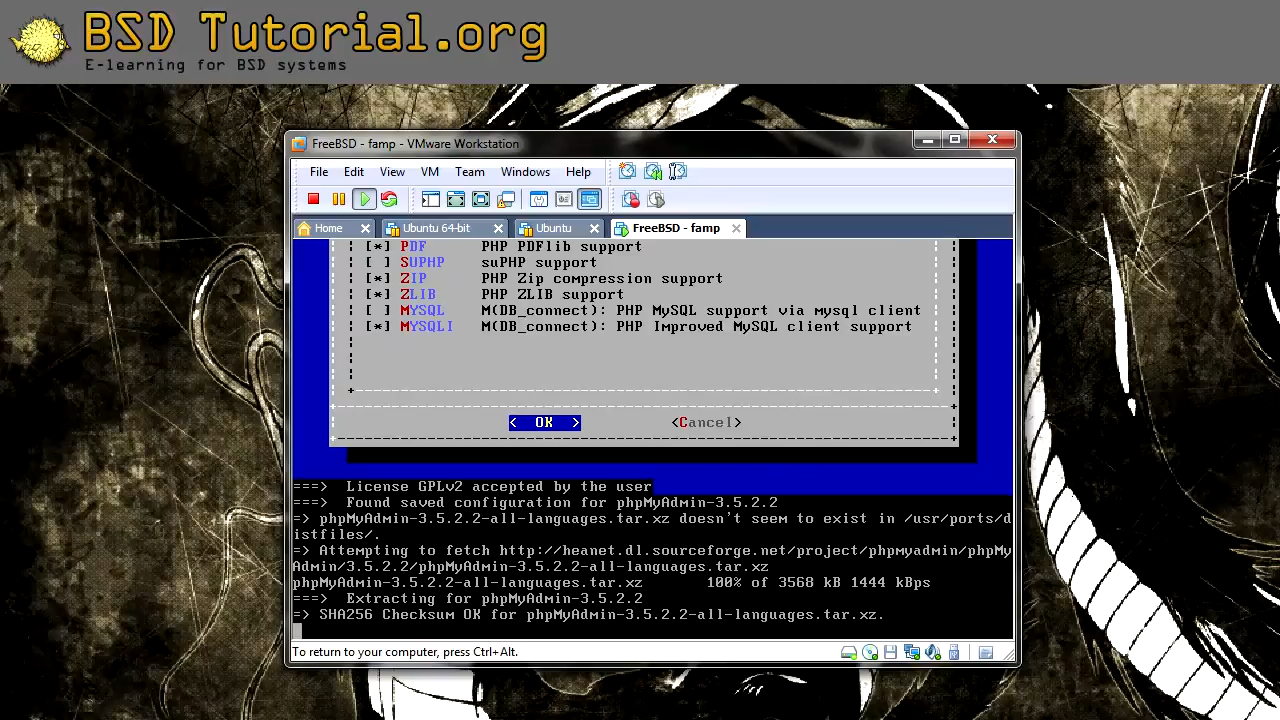 BSD Tutorial.org
E-learning for BSD systems
FreeBSD - famp - VMware Workstation
File Edit View VM Team Windows Help
Home Ubuntu 64-bit Ubuntu FreeBSD - famp
[*] PDF PHP PDFlib support
[ ] SUPHP suPHP support
[*] ZIP PHP Zip compression support
[*] ZLIB PHP ZLIB support
[ ] MYSQL M(DB_connect): PHP MySQL support via mysql client
[*] MYSQLI M(DB_connect): PHP Improved MySQL client support
< OK > <Cancel>
===> License GPLv2 accepted by the user
===> Found saved configuration for phpMyAdmin-3.5.2.2
=> phpMyAdmin-3.5.2.2-all-languages.tar.xz doesn't seem to exist in /usr/ports/d
istfiles/.
=> Attempting to fetch http://heanet.dl.sourceforge.net/project/phpmyadmin/phpMy
Admin/3.5.2.2/phpMyAdmin-3.5.2.2-all-languages.tar.xz
phpMyAdmin-3.5.2.2-all-languages.tar.xz 100% of 3568 kB 1444 kBps
===> Extracting for phpMyAdmin-3.5.2.2
=> SHA256 Checksum OK for phpMyAdmin-3.5.2.2-all-languages.tar.xz.
To return to your computer, press Ctrl+Alt.